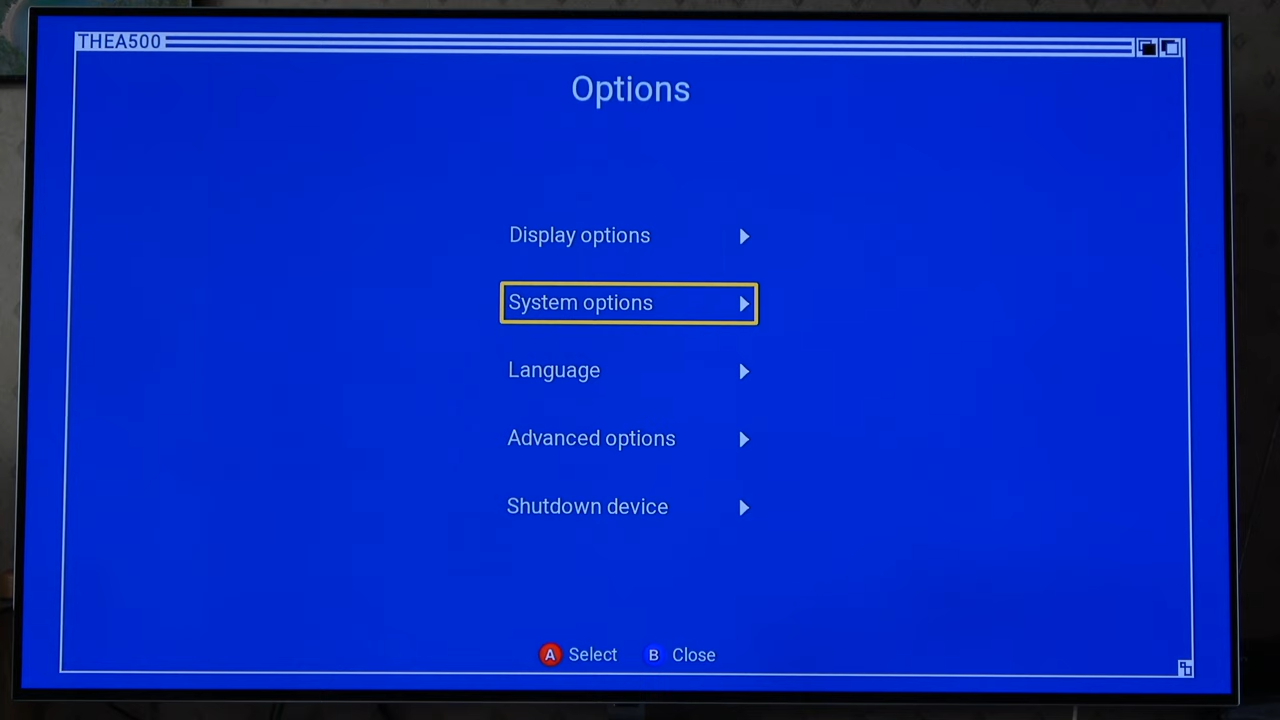 THEA500
Options
Display options
System options
Language
Advanced options
Shutdown device
A Select B Close